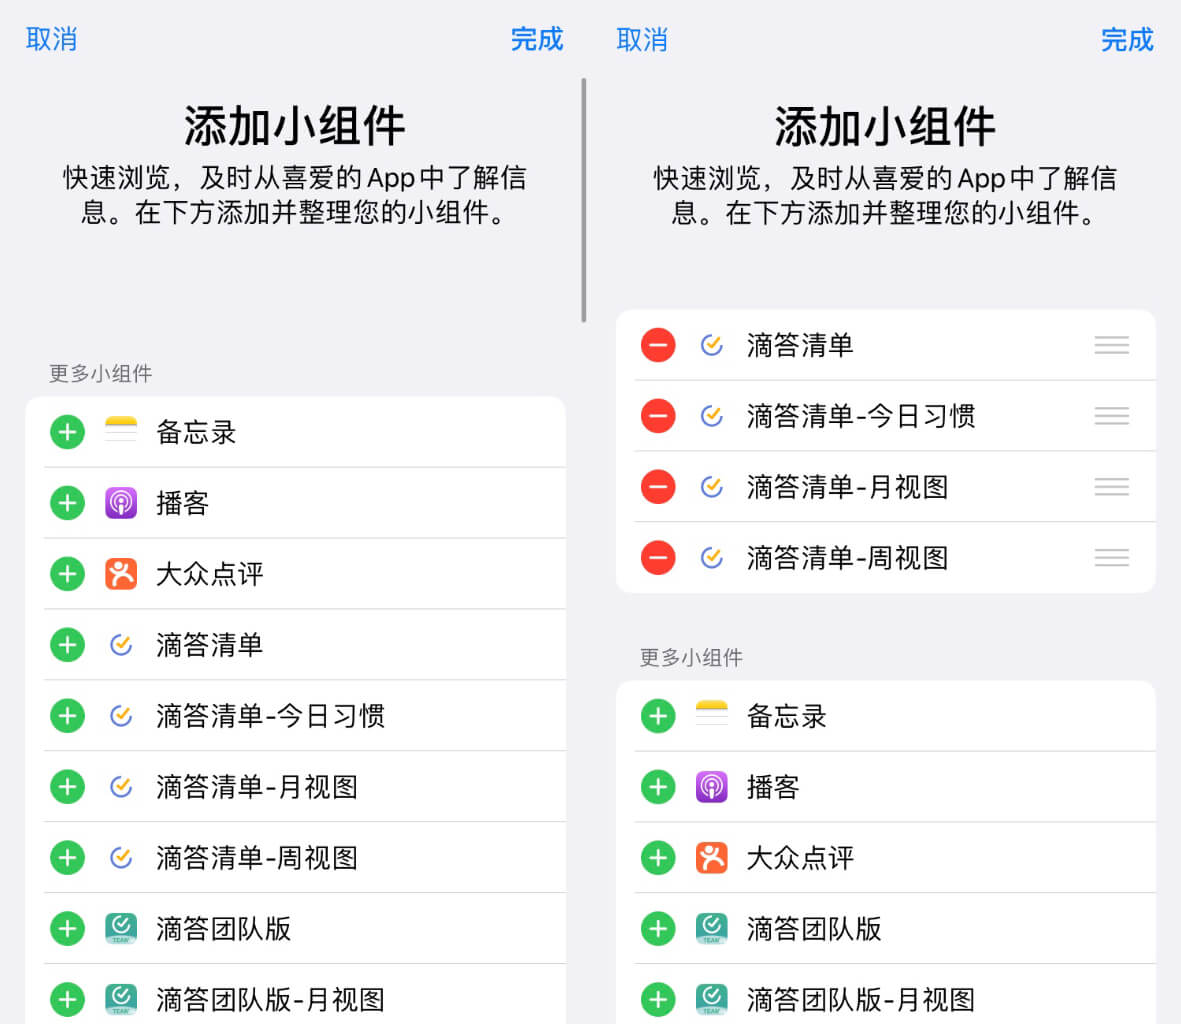 取消
完成
添加小组件
快速浏览，及时从喜爱的App中了解信
息。在下方添加并整理您的小组件。
更多小组件
备忘录
播客
大众点评
滴答清单
滴答清单-今日习惯
滴答清单-月视图
滴答清单-周视图
TEAM
滴答团队版
TEAM
滴答团队版-月视图
取消
完成
添加小组件
快速浏览，及时从喜爱的App中了解信
息。在下方添加并整理您的小组件。
滴答清单
滴答清单-今日习惯
滴答清单-月视图
滴答清单-周视图
更多小组件
备忘录
播客
大众点评
TEAM
滴答团队版
TEAM
滴答团队版-月视图